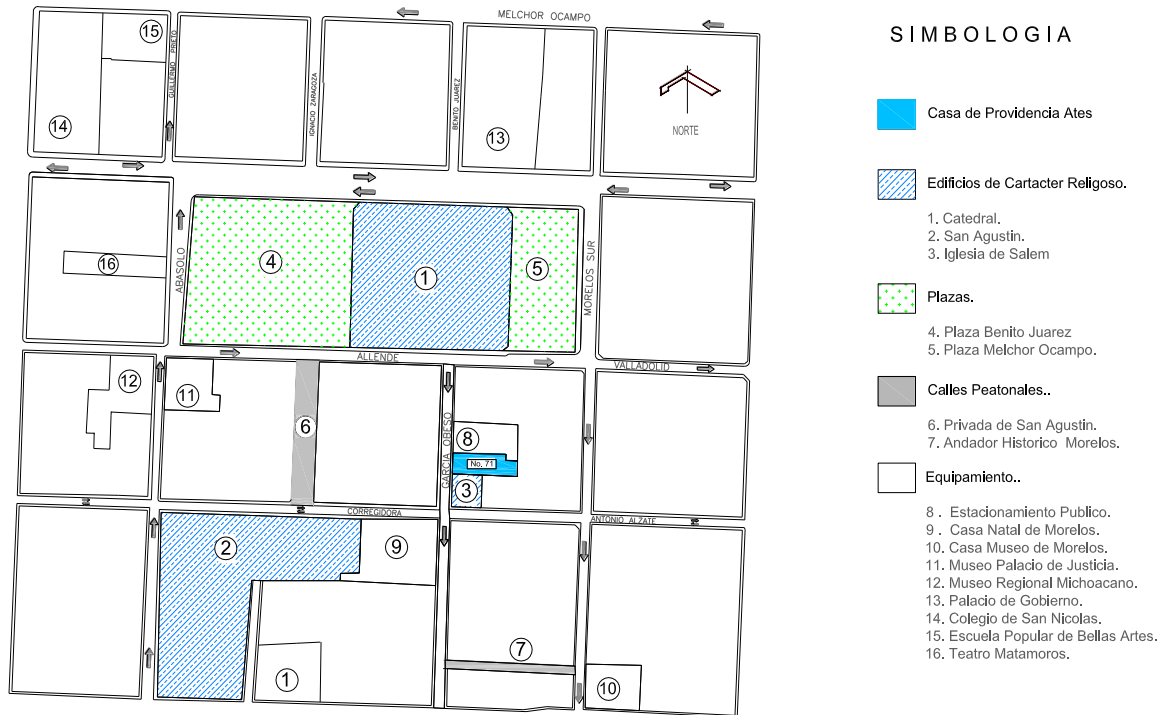 MELCHOR OCAMPO
15
GUILLERMO PRIETO
IGNACIO ZARAGOZA
BENITO JUAREZ
14
13
NORTE
16
ABASOLO
4
1
5
MORELOS SUR
ALLENDE
VALLADOLID
12
11
6
GARCIA OBESO
8
No. 71
3
CORREGIDORA
ANTONIO ALZATE
2
9
7
1
10
SIMBOLOGIA
Casa de Providencia Ates
Edificios de Cartacter Religoso.
1. Catedral.
2. San Agustin.
3. Iglesia de Salem
Plazas.
4. Plaza Benito Juarez
5. Plaza Melchor Ocampo.
Calles Peatonales..
6. Privada de San Agustin.
7. Andador Historico Morelos.
Equipamiento..
8 . Estacionamiento Publico.
9 . Casa Natal de Morelos.
10. Casa Museo de Morelos.
11. Museo Palacio de Justicia.
12. Museo Regional Michoacano.
13. Palacio de Gobierno.
14. Colegio de San Nicolas.
15. Escuela Popular de Bellas Artes.
16. Teatro Matamoros.